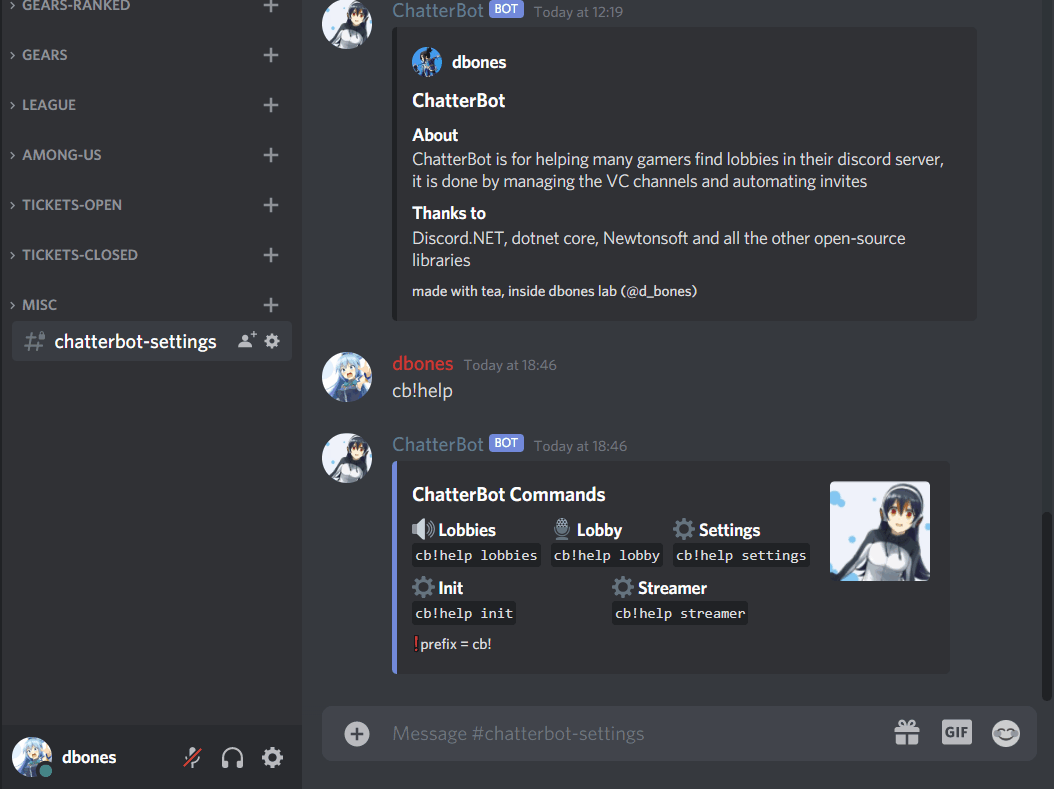 GEARS-RANKED
GEARS
LEAGUE
AMONG-US
TICKETS-OPEN
TICKETS-CLOSED
MISC
chatterbot-settings
dbones
ChatterBot BOT Today at 12:19
dbones
ChatterBot
About
ChatterBot is for helping many gamers find lobbies in their discord server,
it is done by managing the VC channels and automating invites
Thanks to
Discord.NET, dotnet core, Newtonsoft and all the other open-source
libraries
made with tea, inside dbones lab (@d_bones)
dbones Today at 18:46
cb!help
ChatterBot BOT Today at 18:46
ChatterBot Commands
Lobbies Lobby Settings
cb!help lobbies cb!help lobby cb!help settings
Init Streamer
cb!help init cb!help streamer
❗prefix = cb!
Message #chatterbot-settings GIF